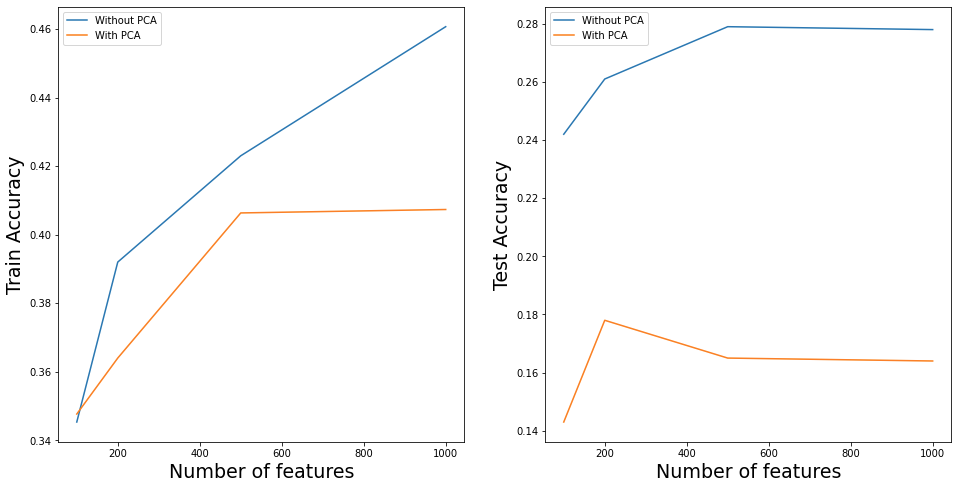 Without PCA
With PCA
0.46
0.44
0.42
0.40
0.38
0.36
0.34
Train Accuracy
200 400 600 800 1000
Number of features
Without PCA
With PCA
0.28
0.26
0.24
0.22
0.20
0.18
0.16
0.14
Test Accuracy
200 400 600 800 1000
Number of features